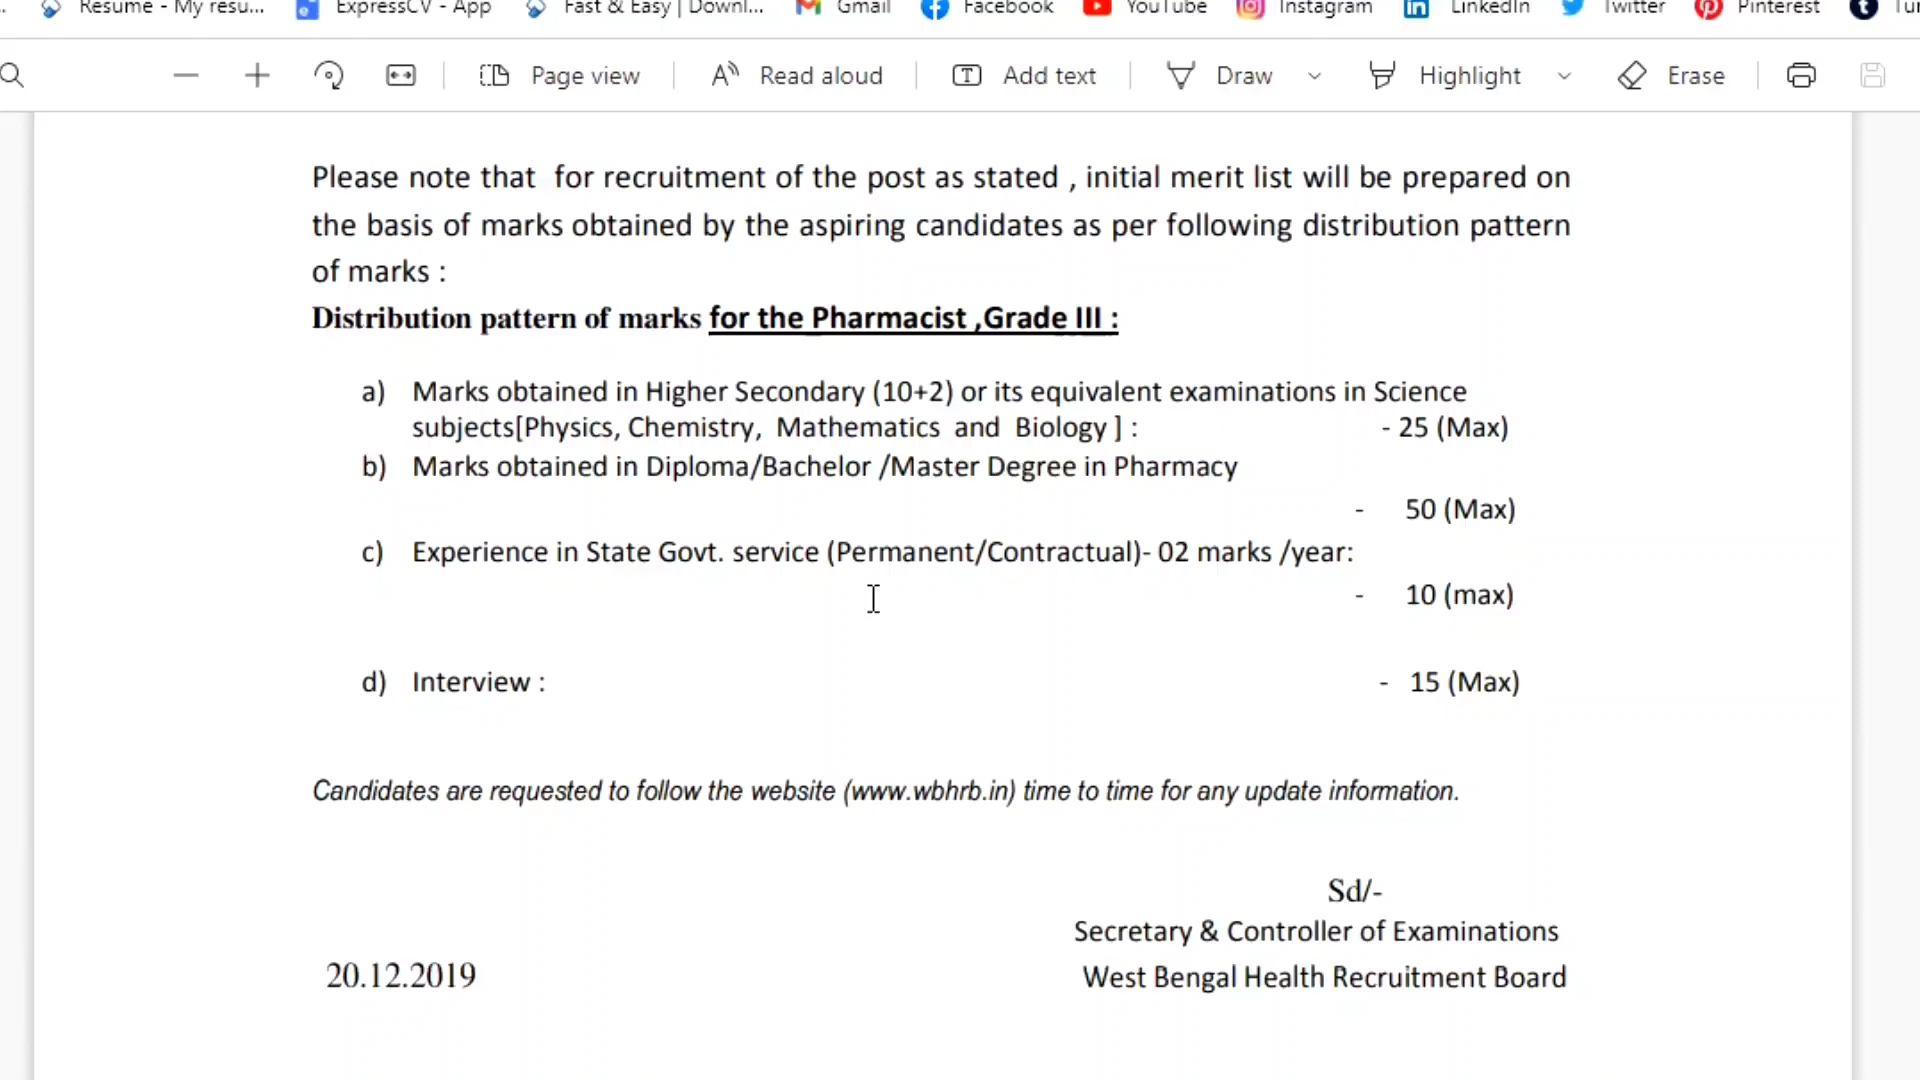 Resume - My resu... ExpressCV - App Fast & Easy | Downl... Gmail Facebook YouTube Instagram LinkedIn Twitter Pinterest
Page view Read aloud Add text Draw Highlight Erase
Please note that for recruitment of the post as stated , initial merit list will be prepared on
the basis of marks obtained by the aspiring candidates as per following distribution pattern
of marks :
Distribution pattern of marks for the Pharmacist ,Grade III :
a) Marks obtained in Higher Secondary (10+2) or its equivalent examinations in Science
subjects[Physics, Chemistry, Mathematics and Biology ] : - 25 (Max)
b) Marks obtained in Diploma/Bachelor /Master Degree in Pharmacy
- 50 (Max)
c) Experience in State Govt. service (Permanent/Contractual)- 02 marks /year:
- 10 (max)
d) Interview : - 15 (Max)
Candidates are requested to follow the website (www.wbhrb.in) time to time for any update information.
Sd/-
Secretary & Controller of Examinations
20.12.2019 West Bengal Health Recruitment Board